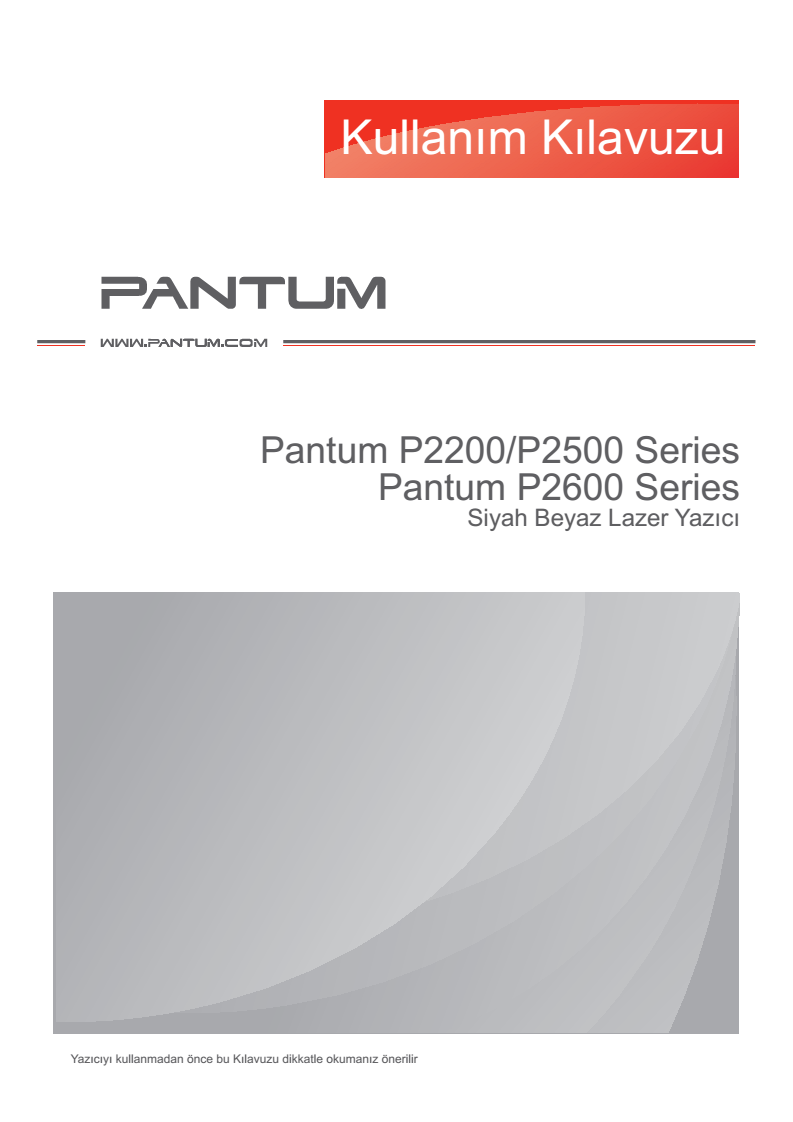 Kullanım Kılavuzu
PANTUM
WWW.PANTUM.COM
Pantum P2200/P2500 Series
Pantum P2600 Series
Siyah Beyaz Lazer Yazıcı
Yazıcıyı kullanmadan önce bu Kılavuzu dikkatle okumanız önerilir